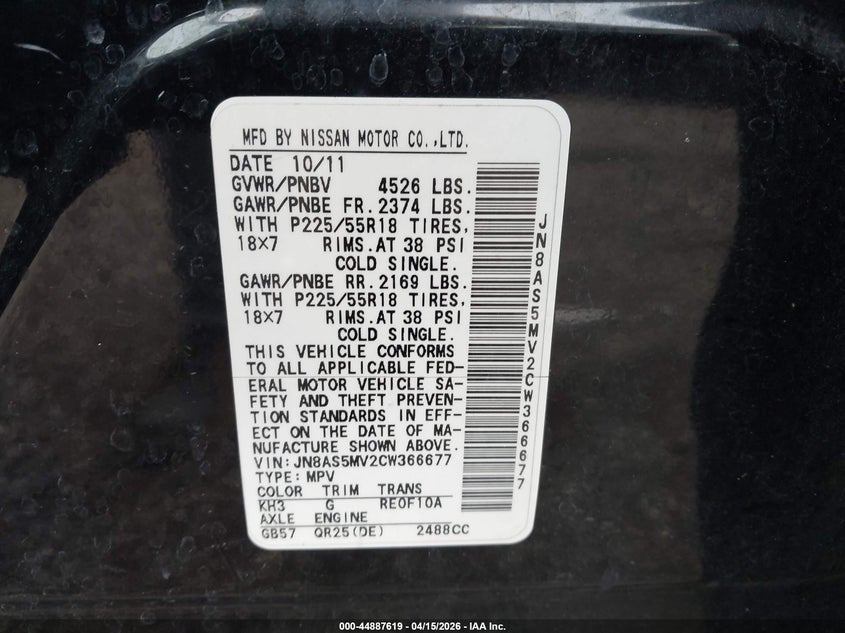 MFD BY NISSAN MOTOR CO.,LTD.
DATE 10/11
GVWR/PNBV 4526 LBS.
GAWR/PNBE FR. 2374 LBS.
WITH P225/55R18 TIRES,
18X7 RIMS.AT 38 PSI
COLD SINGLE.
GAWR/PNBE RR. 2169 LBS.
WITH P225/55R18 TIRES,
18X7 RIMS.AT 38 PSI
COLD SINGLE.
THIS VEHICLE CONFORMS
TO ALL APPLICABLE FED-
ERAL MOTOR VEHICLE SA-
FETY AND THEFT PREVEN-
TION STANDARDS IN EFF-
ECT ON THE DATE OF MA-
NUFACTURE SHOWN ABOVE.
VIN:JN8AS5MV2CW366677
TYPE:MPV
COLOR TRIM TRANS
KH3 G RE0F10A
AXLE ENGINE
GB57 QR25(DE) 2488CC
JN8AS5MV2CW366677
000-44887619 - 04/15/2026 - IAA Inc.